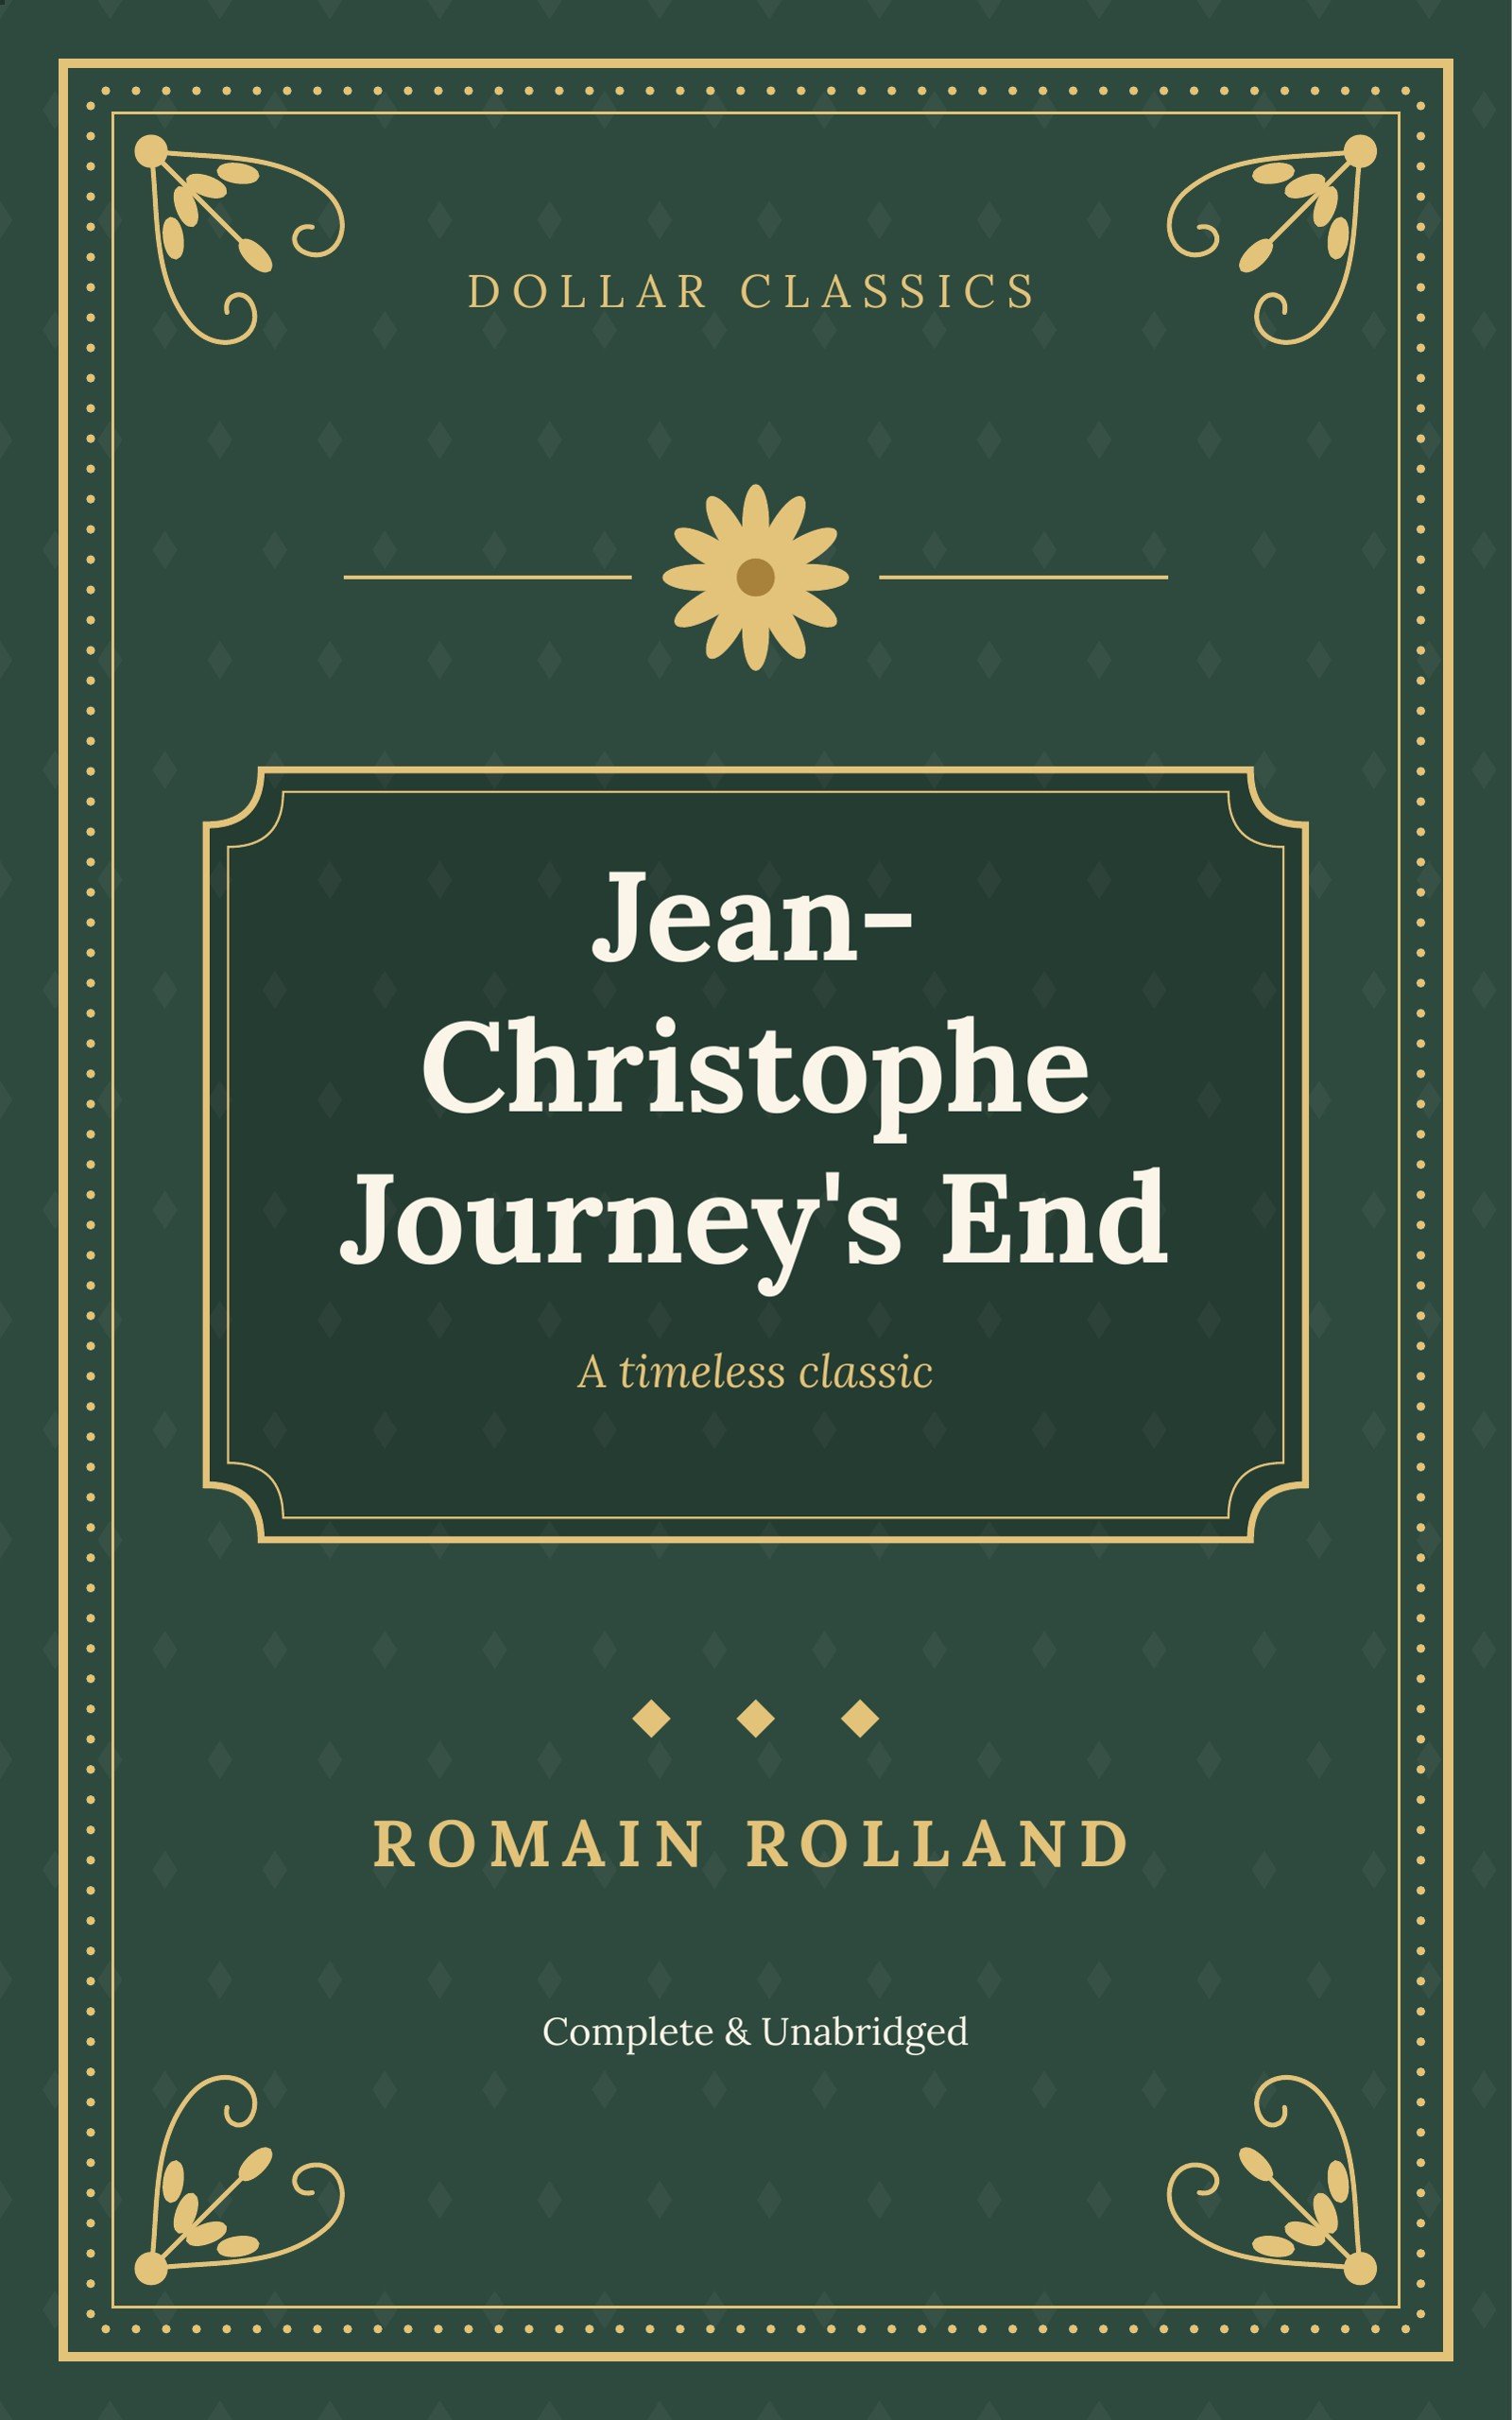 DOLLAR CLASSICS
Jean-
Christophe
Journey's End
A timeless classic
ROMAIN ROLLAND
Complete & Unabridged